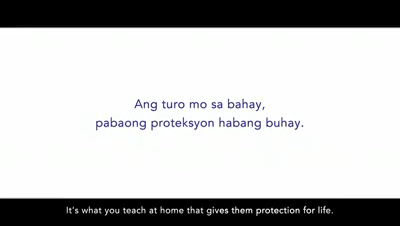 Ang turo mo sa bahay,
pabaong proteksyon habang buhay.
It's what you teach at home that gives them protection for life.